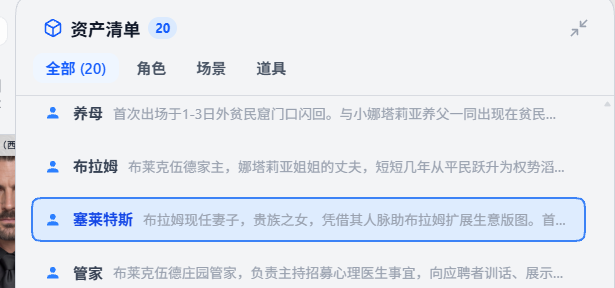 资产清单 20
全部 (20) 角色 场景 道具
养母 首次出场于1-3日外贫民窟门口闪回。与小娜塔莉亚养父一同出现在贫民...
（西
布拉姆 布莱克伍德家主，娜塔莉亚姐姐的丈夫，短短几年从平民跃升为权势滔...
塞莱特斯 布拉姆现任妻子，贵族之女，凭借其人脉助布拉姆扩展生意版图。首...
管家 布莱克伍德庄园管家，负责主持招募心理医生事宜，向应聘者训话、展示...